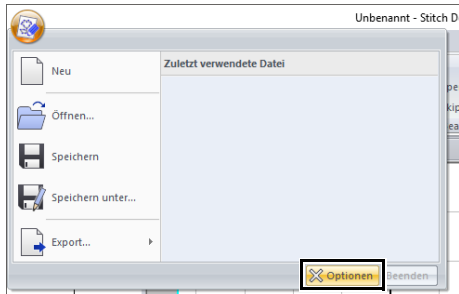 Unbenannt - Stitch D
Zuletzt verwendete Datei
Neu
Öffnen...
Speichern
Speichern unter...
Export...
Optionen
Beenden